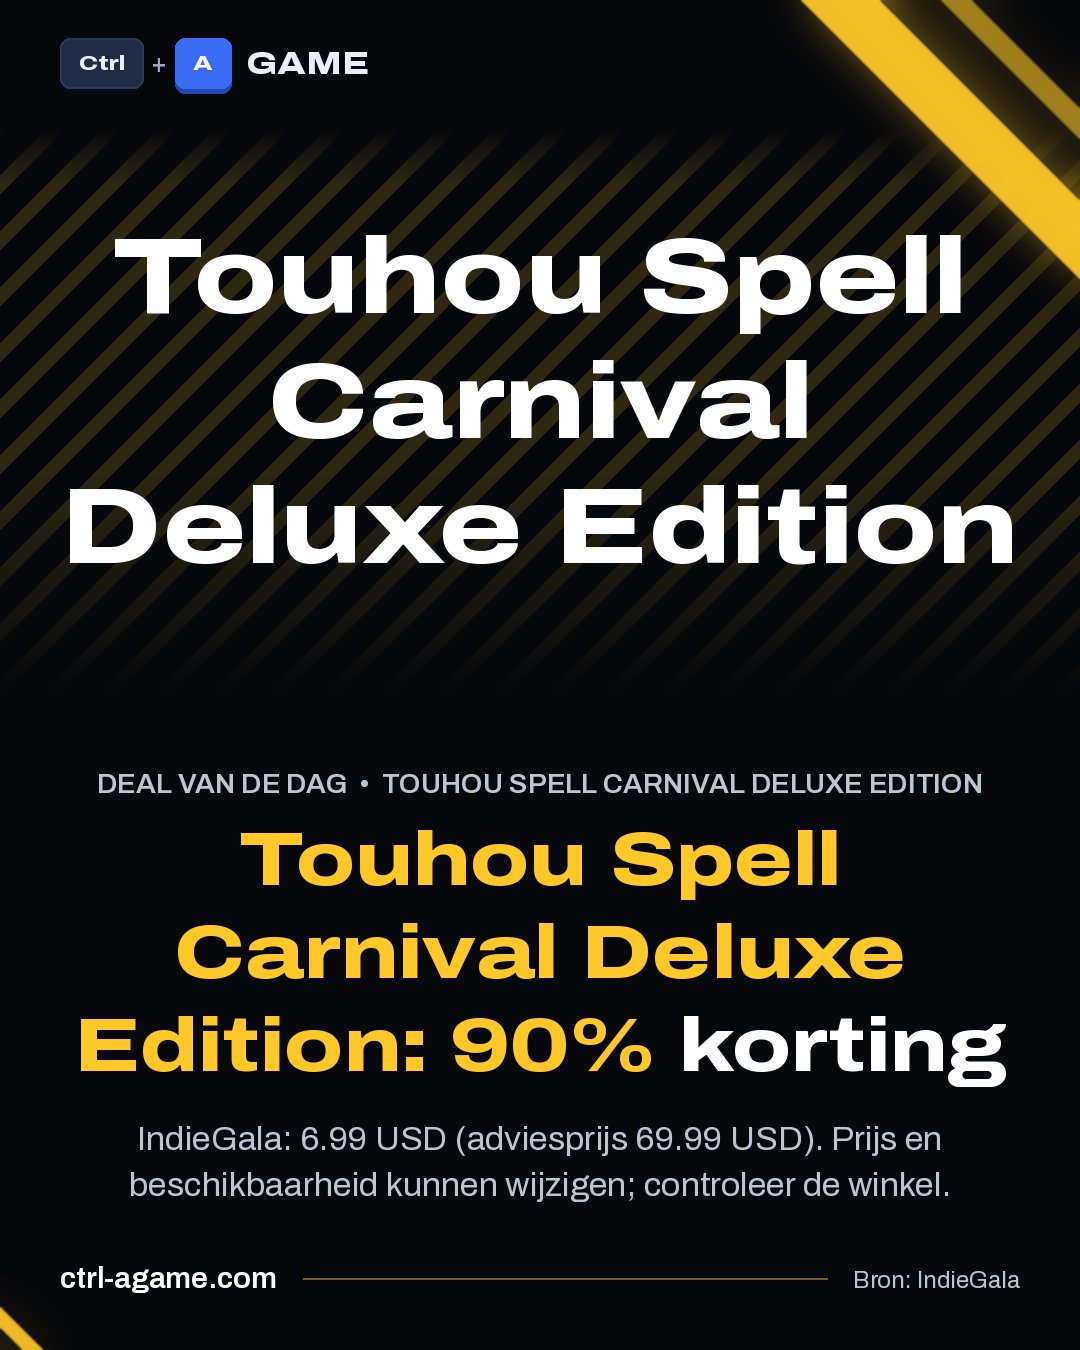 Ctrl + A GAME
Touhou Spell
Carnival
Deluxe Edition
DEAL VAN DE DAG • TOUHOU SPELL CARNIVAL DELUXE EDITION
Touhou Spell
Carnival Deluxe
Edition: 90% korting
IndieGala: 6.99 USD (adviesprijs 69.99 USD). Prijs en
beschikbaarheid kunnen wijzigen; controleer de winkel.
ctrl-agame.com
Bron: IndieGala